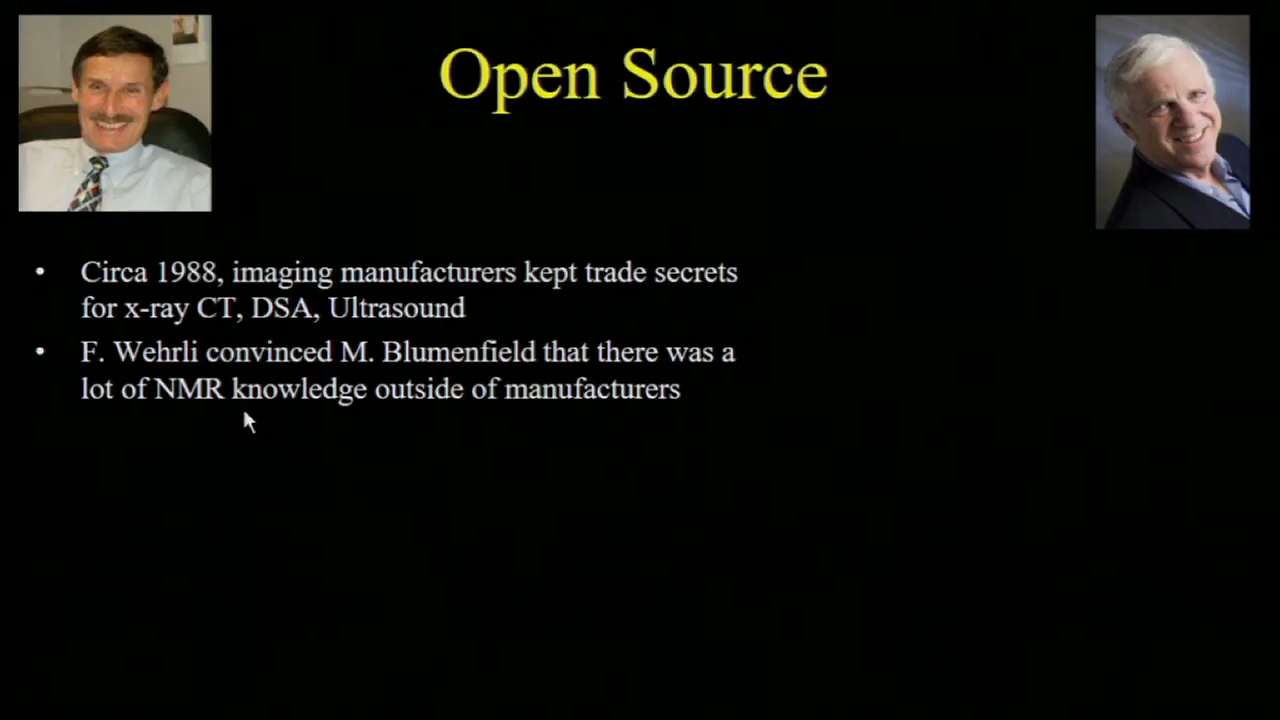 Open Source
• Circa 1988, imaging manufacturers kept trade secrets
for x-ray CT, DSA, Ultrasound
• F. Wehrli convinced M. Blumenfield that there was a
lot of NMR knowledge outside of manufacturers